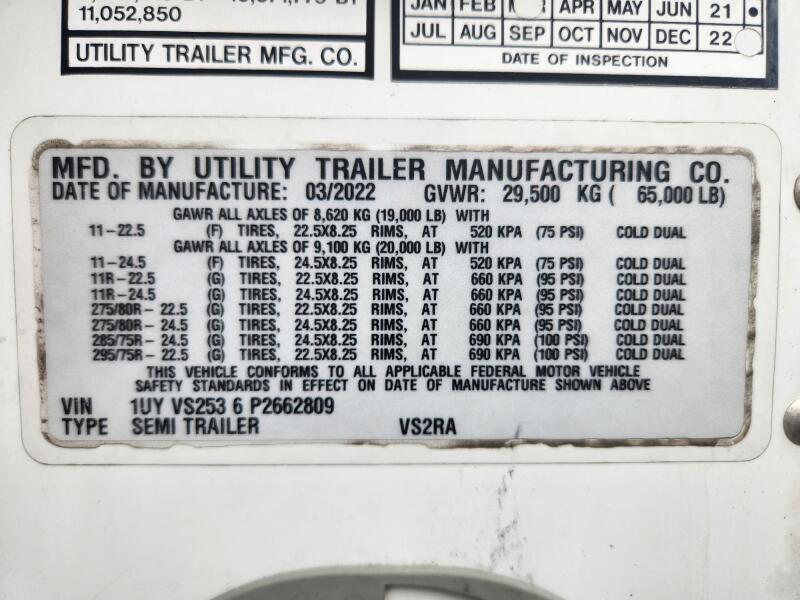 11,052,850
UTILITY TRAILER MFG. CO.
JAN FEB APR MAY JUN 21
JUL AUG SEP OCT NOV DEC 22
DATE OF INSPECTION
MFD. BY UTILITY TRAILER MANUFACTURING CO.
DATE OF MANUFACTURE: 03/2022 GVWR: 29,500 KG ( 65,000 LB)
GAWR ALL AXLES OF 8,620 KG (19,000 LB) WITH
11-22.5 (F) TIRES, 22.5X8.25 RIMS, AT 520 KPA (75 PSI) COLD DUAL
GAWR ALL AXLES OF 9,100 KG (20,000 LB) WITH
11-24.5 (F) TIRES, 24.5X8.25 RIMS, AT 520 KPA (75 PSI) COLD DUAL
11R-22.5 (G) TIRES, 22.5X8.25 RIMS, AT 660 KPA (95 PSI) COLD DUAL
11R-24.5 (G) TIRES, 24.5X8.25 RIMS, AT 660 KPA (95 PSI) COLD DUAL
275/80R-22.5 (G) TIRES, 22.5X8.25 RIMS, AT 660 KPA (95 PSI) COLD DUAL
275/80R-24.5 (G) TIRES, 24.5X8.25 RIMS, AT 660 KPA (95 PSI) COLD DUAL
285/75R-24.5 (G) TIRES, 24.5X8.25 RIMS, AT 690 KPA (100 PSI) COLD DUAL
295/75R-22.5 (G) TIRES, 22.5X8.25 RIMS, AT 690 KPA (100 PSI) COLD DUAL
THIS VEHICLE CONFORMS TO ALL APPLICABLE FEDERAL MOTOR VEHICLE
SAFETY STANDARDS IN EFFECT ON DATE OF MANUFACTURE SHOWN ABOVE
VIN 1UY VS253 6 P2662809
TYPE SEMI TRAILER VS2RA